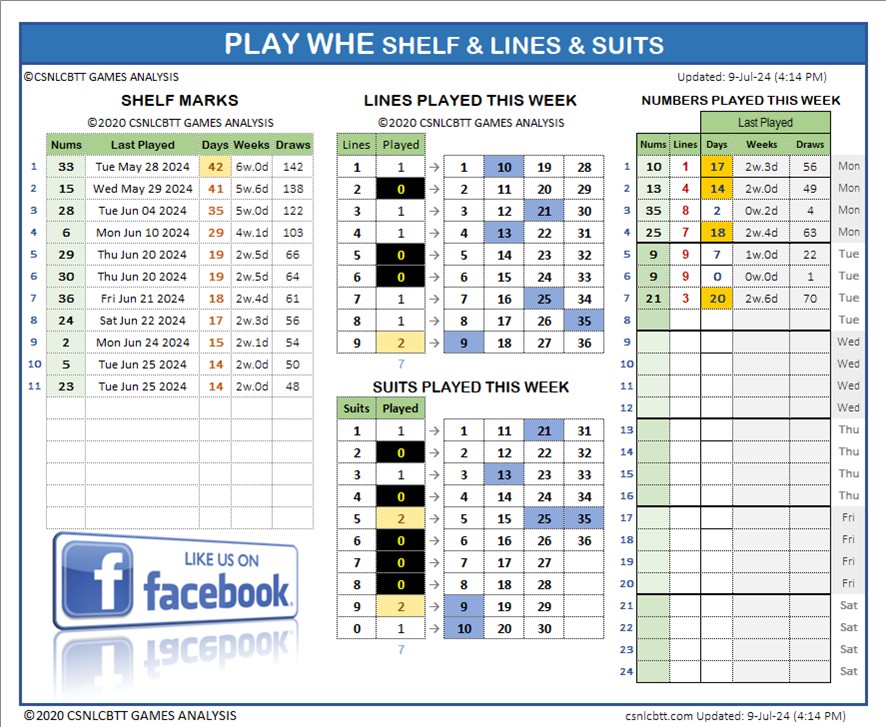 PLAY WHE SHELF & LINES & SUITS
©CSNLCBTT GAMES ANALYSIS
Updated: 9-Jul-24 (4:14 PM)
SHELF MARKS
©2020 CSNLCBTT GAMES ANALYSIS
Nums Last Played Days Weeks Draws
1 33 Tue May 28 2024 42 6w.0d 142
2 15 Wed May 29 2024 41 5w.6d 138
3 28 Tue Jun 04 2024 35 5w.0d 122
4 6 Mon Jun 10 2024 29 4w.1d 103
5 29 Thu Jun 20 2024 19 2w.5d 66
6 30 Thu Jun 20 2024 19 2w.5d 64
7 36 Fri Jun 21 2024 18 2w.4d 61
8 24 Sat Jun 22 2024 17 2w.3d 56
9 2 Mon Jun 24 2024 15 2w.1d 54
10 5 Tue Jun 25 2024 14 2w.0d 50
11 23 Tue Jun 25 2024 14 2w.0d 48
LIKE US ON
f facebook.
LINES PLAYED THIS WEEK
©2020 CSNLCBTT GAMES ANALYSIS
Lines Played
1 1 → 1 10 19 28
2 0 → 2 11 20 29
3 1 → 3 12 21 30
4 1 → 4 13 22 31
5 0 → 5 14 23 32
6 0 → 6 15 24 33
7 1 → 7 16 25 34
8 1 → 8 17 26 35
9 2 → 9 18 27 36
7
SUITS PLAYED THIS WEEK
Suits Played
1 1 → 1 11 21 31
2 0 → 2 12 22 32
3 1 → 3 13 23 33
4 0 → 4 14 24 34
5 2 → 5 15 25 35
6 0 → 6 16 26 36
7 0 → 7 17 27
8 0 → 8 18 28
9 2 → 9 19 29
0 1 → 10 20 30
7
NUMBERS PLAYED THIS WEEK
Last Played
Nums Lines Days Weeks Draws
1 10 1 17 2w.3d 56 Mon
2 13 4 14 2w.0d 49 Mon
3 35 8 2 0w.2d 4 Mon
4 25 7 18 2w.4d 63 Mon
5 9 9 7 1w.0d 22 Tue
6 9 9 0 0w.0d 1 Tue
7 21 3 20 2w.6d 70 Tue
8 Tue
9 Wed
10 Wed
11 Wed
12 Wed
13 Thu
14 Thu
15 Thu
16 Thu
17 Fri
18 Fri
19 Fri
20 Fri
21 Sat
22 Sat
23 Sat
24 Sat
©2020 CSNLCBTT GAMES ANALYSIS
csnlcbtt.com Updated: 9-Jul-24 (4:14 PM)